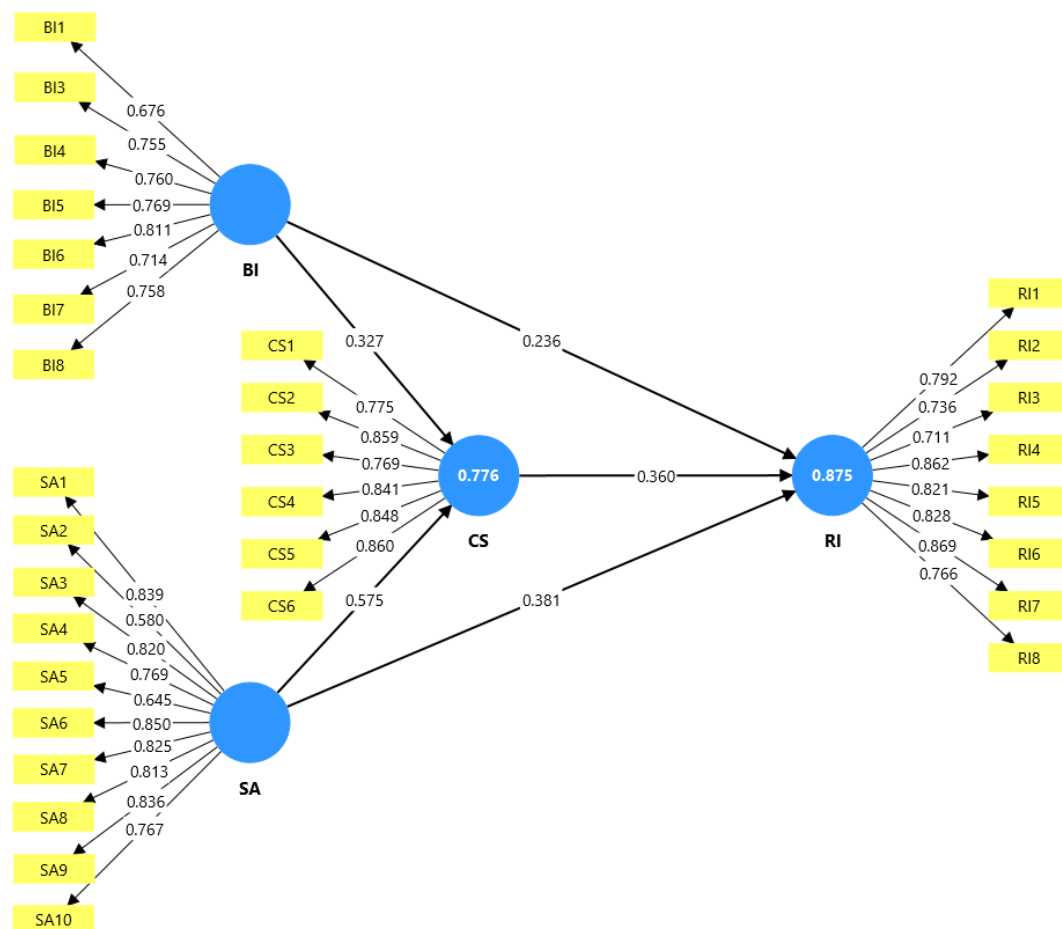 BI1
BI3
BI4
BI5
BI6
BI7
BI8
0.676
0.755
0.760
0.769
0.811
0.714
0.758
BI
0.327
0.236
CS1
CS2
CS3
CS4
CS5
CS6
0.775
0.859
0.769
0.841
0.848
0.860
0.776
CS
0.360
0.575
0.381
SA1
SA2
SA3
SA4
SA5
SA6
SA7
SA8
SA9
SA10
0.839
0.580
0.820
0.769
0.645
0.850
0.825
0.813
0.836
0.767
SA
0.875
RI
0.792
0.736
0.711
0.862
0.821
0.828
0.869
0.766
RI1
RI2
RI3
RI4
RI5
RI6
RI7
RI8